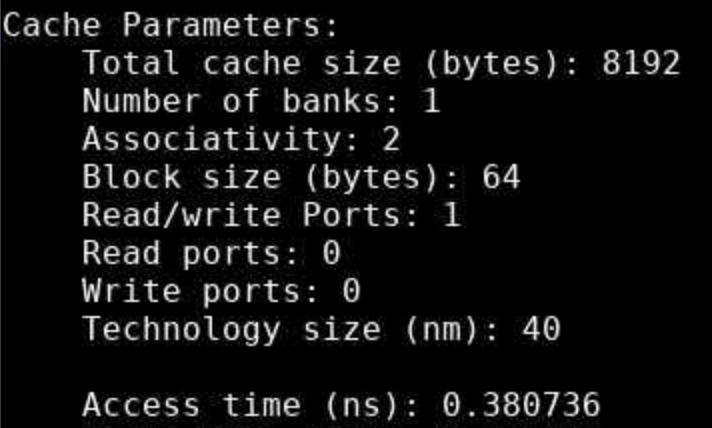 Cache Parameters:
Total cache size (bytes): 8192
Number of banks: 1
Associativity: 2
Block size (bytes): 64
Read/write Ports: 1
Read ports: 0
Write ports: 0
Technology size (nm): 40
Access time (ns): 0.380736